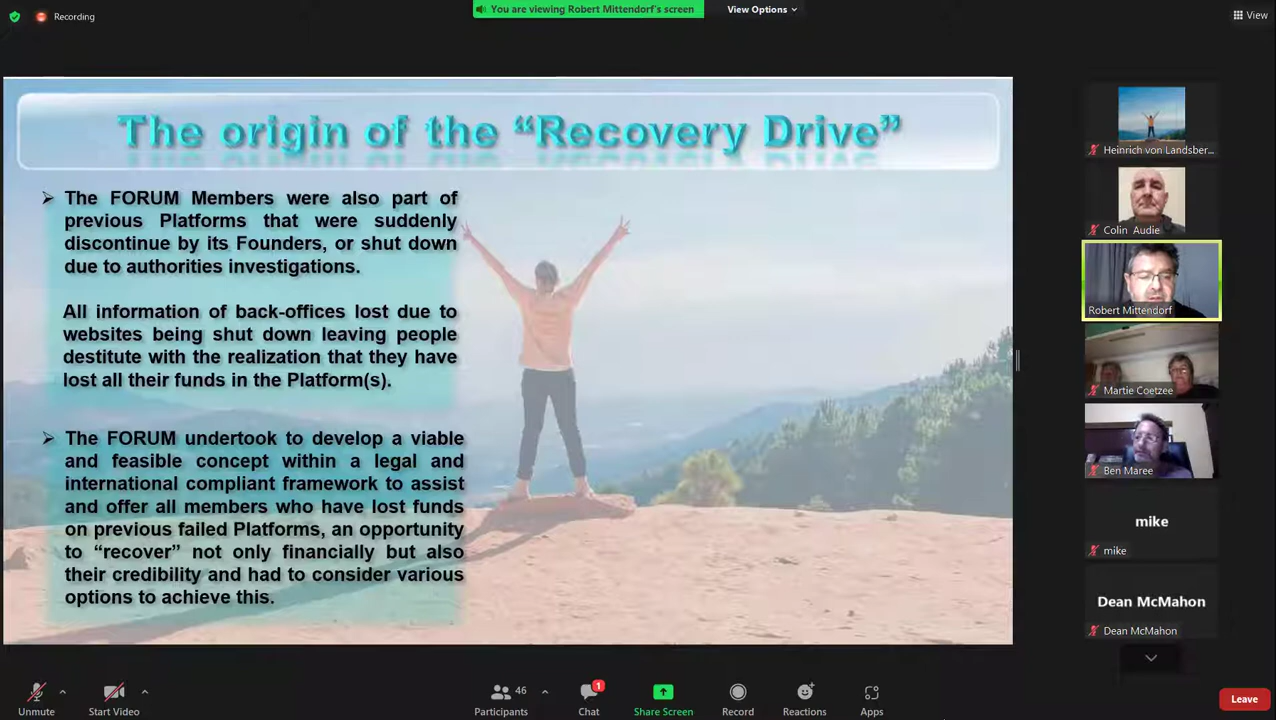 Recording
You are viewing Robert Mittendorf's screen
View Options
View
The origin of the “Recovery Drive”
The FORUM Members were also part of
previous Platforms that were suddenly
discontinue by its Founders, or shut down
due to authorities investigations.
All information of back-offices lost due to
websites being shut down leaving people
destitute with the realization that they have
lost all their funds in the Platform(s).
The FORUM undertook to develop a viable
and feasible concept within a legal and
international compliant framework to assist
and offer all members who have lost funds
on previous failed Platforms, an opportunity
to “recover” not only financially but also
their credibility and had to consider various
options to achieve this.
Heinrich von Landsber...
Colin Audie
Robert Mittendorf
Martie Coetzee
Ben Maree
mike
mike
Dean McMahon
Dean McMahon
Unmute
Start Video
46
Participants
1
Chat
Share Screen
Record
Reactions
Apps
Leave